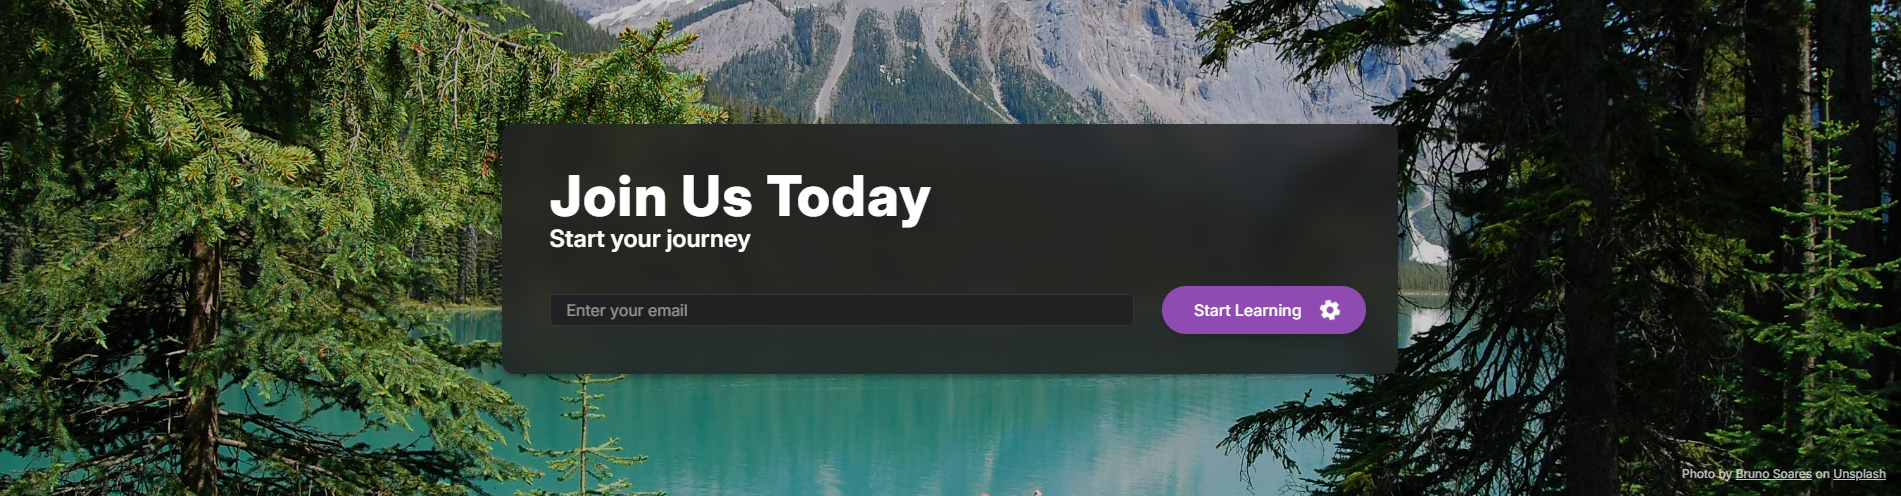 Join Us Today
Start your journey
Enter your email
Start Learning
Photo by Bruno Soares on Unsplash